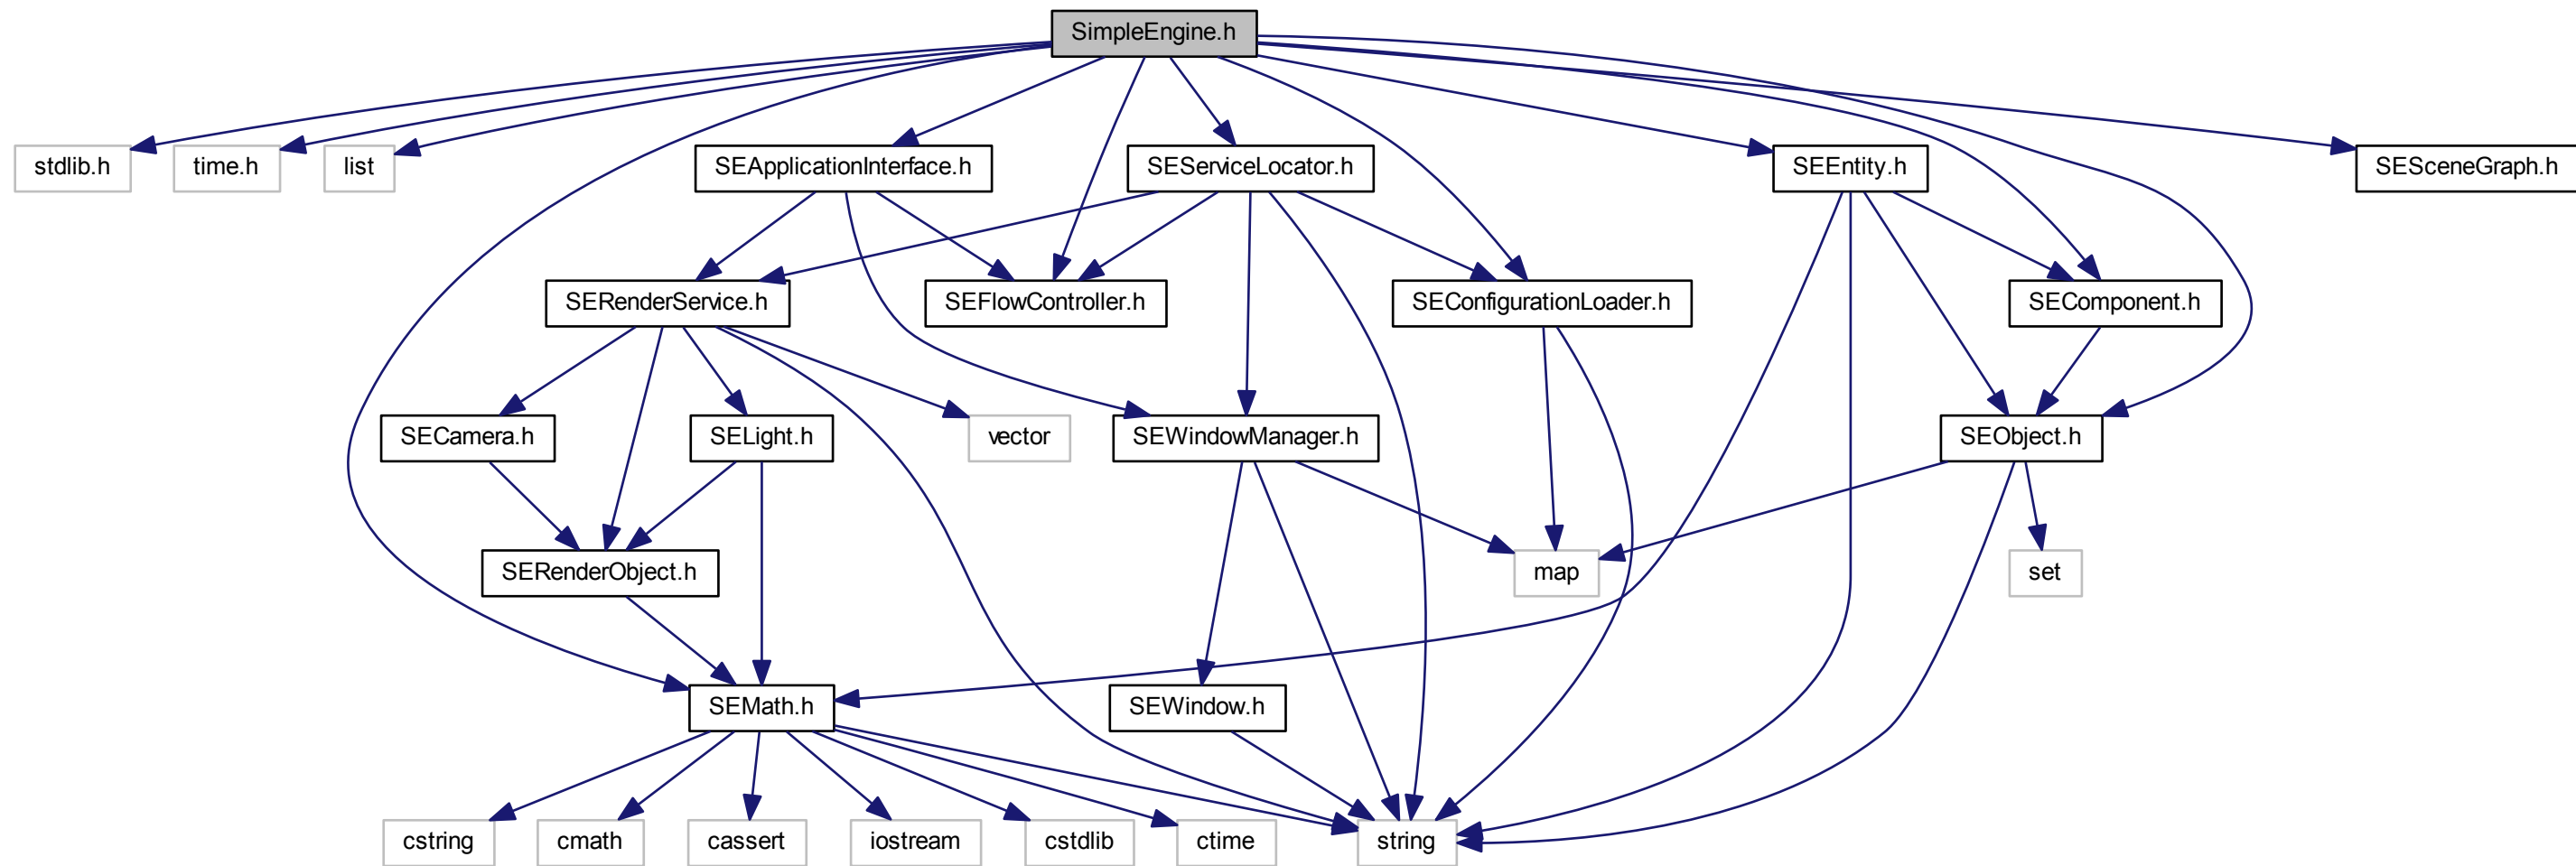 SimpleEngine.h
stdlib.h
time.h
list
SEApplicationInterface.h
SEServiceLocator.h
SEEntity.h
SESceneGraph.h
SERenderService.h
SEFlowController.h
SEConfigurationLoader.h
SEComponent.h
SECamera.h
SELight.h
vector
SEWindowManager.h
SEObject.h
SERenderObject.h
map
set
SEMath.h
SEWindow.h
cstring
cmath
cassert
iostream
cstdlib
ctime
string